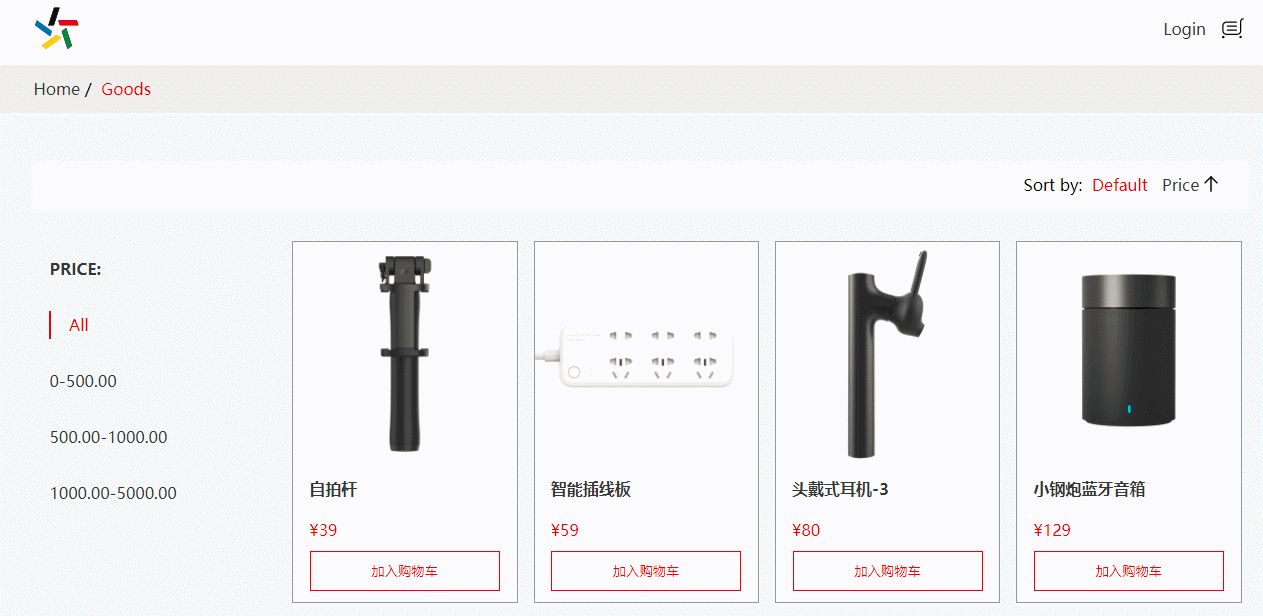 Login
Home / Goods
Sort by: Default Price
PRICE:
All
0-500.00
500.00-1000.00
1000.00-5000.00
自拍杆
¥39
加入购物车
智能插线板
¥59
加入购物车
头戴式耳机-3
¥80
加入购物车
小钢炮蓝牙音箱
¥129
加入购物车